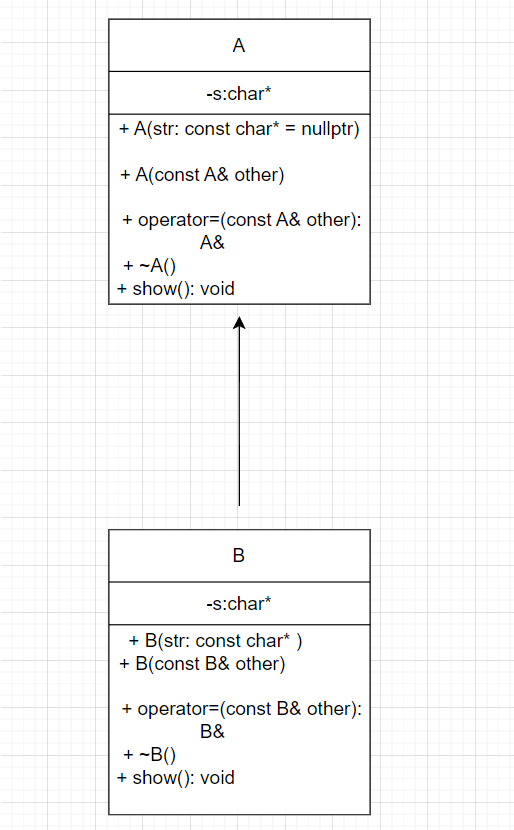 A
-s:char*
+ A(str: const char* = nullptr)
+ A(const A& other)
+ operator=(const A& other):
A&
+ ~A()
+ show(): void
B
-s:char*
+ B(str: const char* )
+ B(const B& other)
+ operator=(const B& other):
B&
+ ~B()
+ show(): void